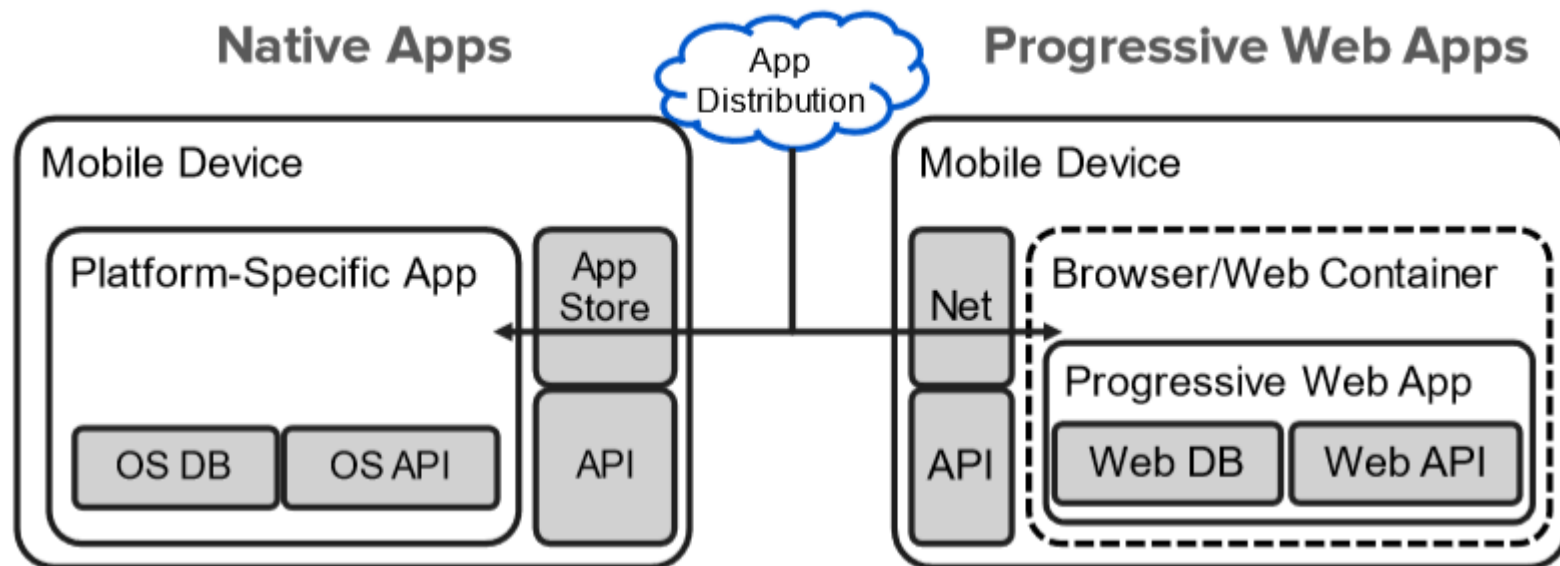 Native Apps
App
Distribution
Progressive Web Apps
Mobile Device
Platform-Specific App
App
Store
OS DB
OS API
API
Mobile Device
Net
Browser/Web Container
Progressive Web App
API
Web DB
Web API